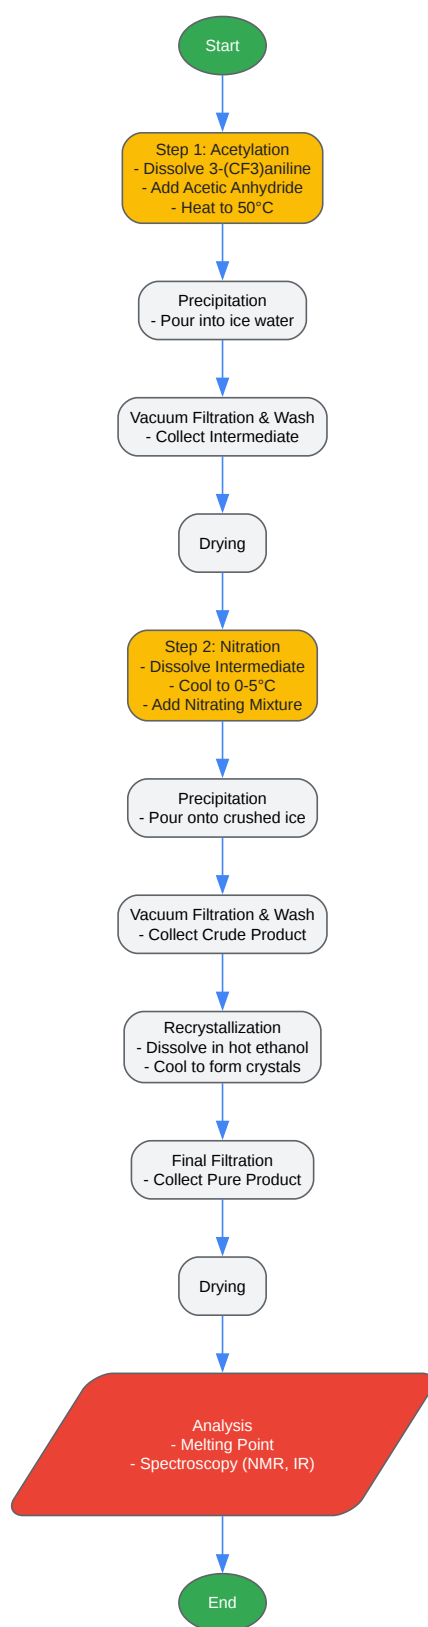 Start
Step 1: Acetylation
- Dissolve 3-(CF3)aniline
- Add Acetic Anhydride
- Heat to 50°C
Precipitation
- Pour into ice water
Vacuum Filtration & Wash
- Collect Intermediate
Drying
Step 2: Nitration
- Dissolve Intermediate
- Cool to 0-5°C
- Add Nitrating Mixture
Precipitation
- Pour onto crushed ice
Vacuum Filtration & Wash
- Collect Crude Product
Recrystallization
- Dissolve in hot ethanol
- Cool to form crystals
Final Filtration
- Collect Pure Product
Drying
Analysis
- Melting Point
- Spectroscopy (NMR, IR)
End